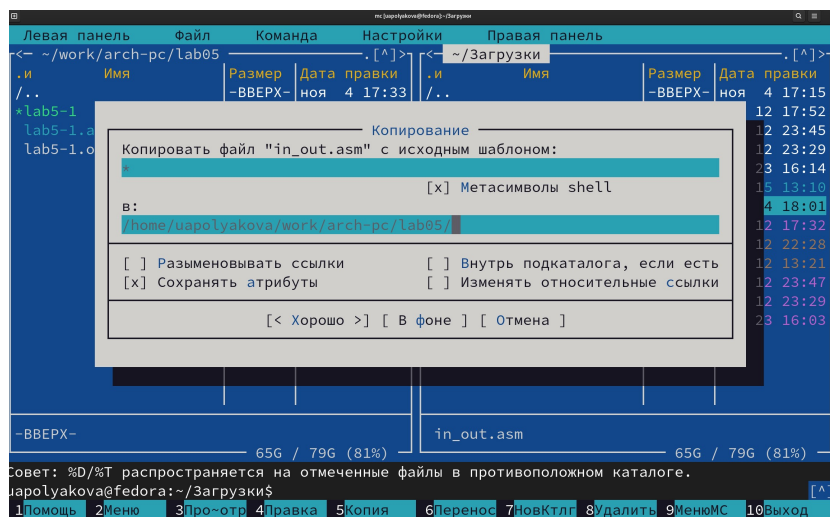 mc [uapolyakova@fedora]:~/Загрузки
Левая панель Файл Команда Настройки Правая панель
<— ~/work/arch-pc/lab05 .[^]> <— ~/Загрузки .[^]>
.и Имя Размер Дата правки .и Имя Размер Дата правки
/.. -ВВЕРХ- ноя 4 17:33 /.. -ВВЕРХ- ноя 4 17:15
*lab5-1 12 17:52
lab5-1.a 12 23:45
lab5-1.o 12 23:29
23 16:14
15 13:10
4 18:01
12 17:32
12 22:28
12 13:21
12 23:47
12 23:29
23 16:03
Копирование
Копировать файл "in_out.asm" с исходным шаблоном:
*
[x] Метасимволы shell
в:
/home/uapolyakova/work/arch-pc/lab05/
[ ] Разыменовывать ссылки [ ] Внутрь подкаталога, если есть
[x] Сохранять атрибуты [ ] Изменять относительные ссылки
[< Хорошо >] [ В фоне ] [ Отмена ]
-ВВЕРХ- in_out.asm
65G / 79G (81%) 65G / 79G (81%)
Совет: %D/%T распространяется на отмеченные файлы в противоположном каталоге.
uapolyakova@fedora:~/Загрузки$ [^]
1Помощь 2Меню 3Про~отр 4Правка 5Копия 6Перенос 7НовКтлг 8Удалить 9МенюМС 10Выход